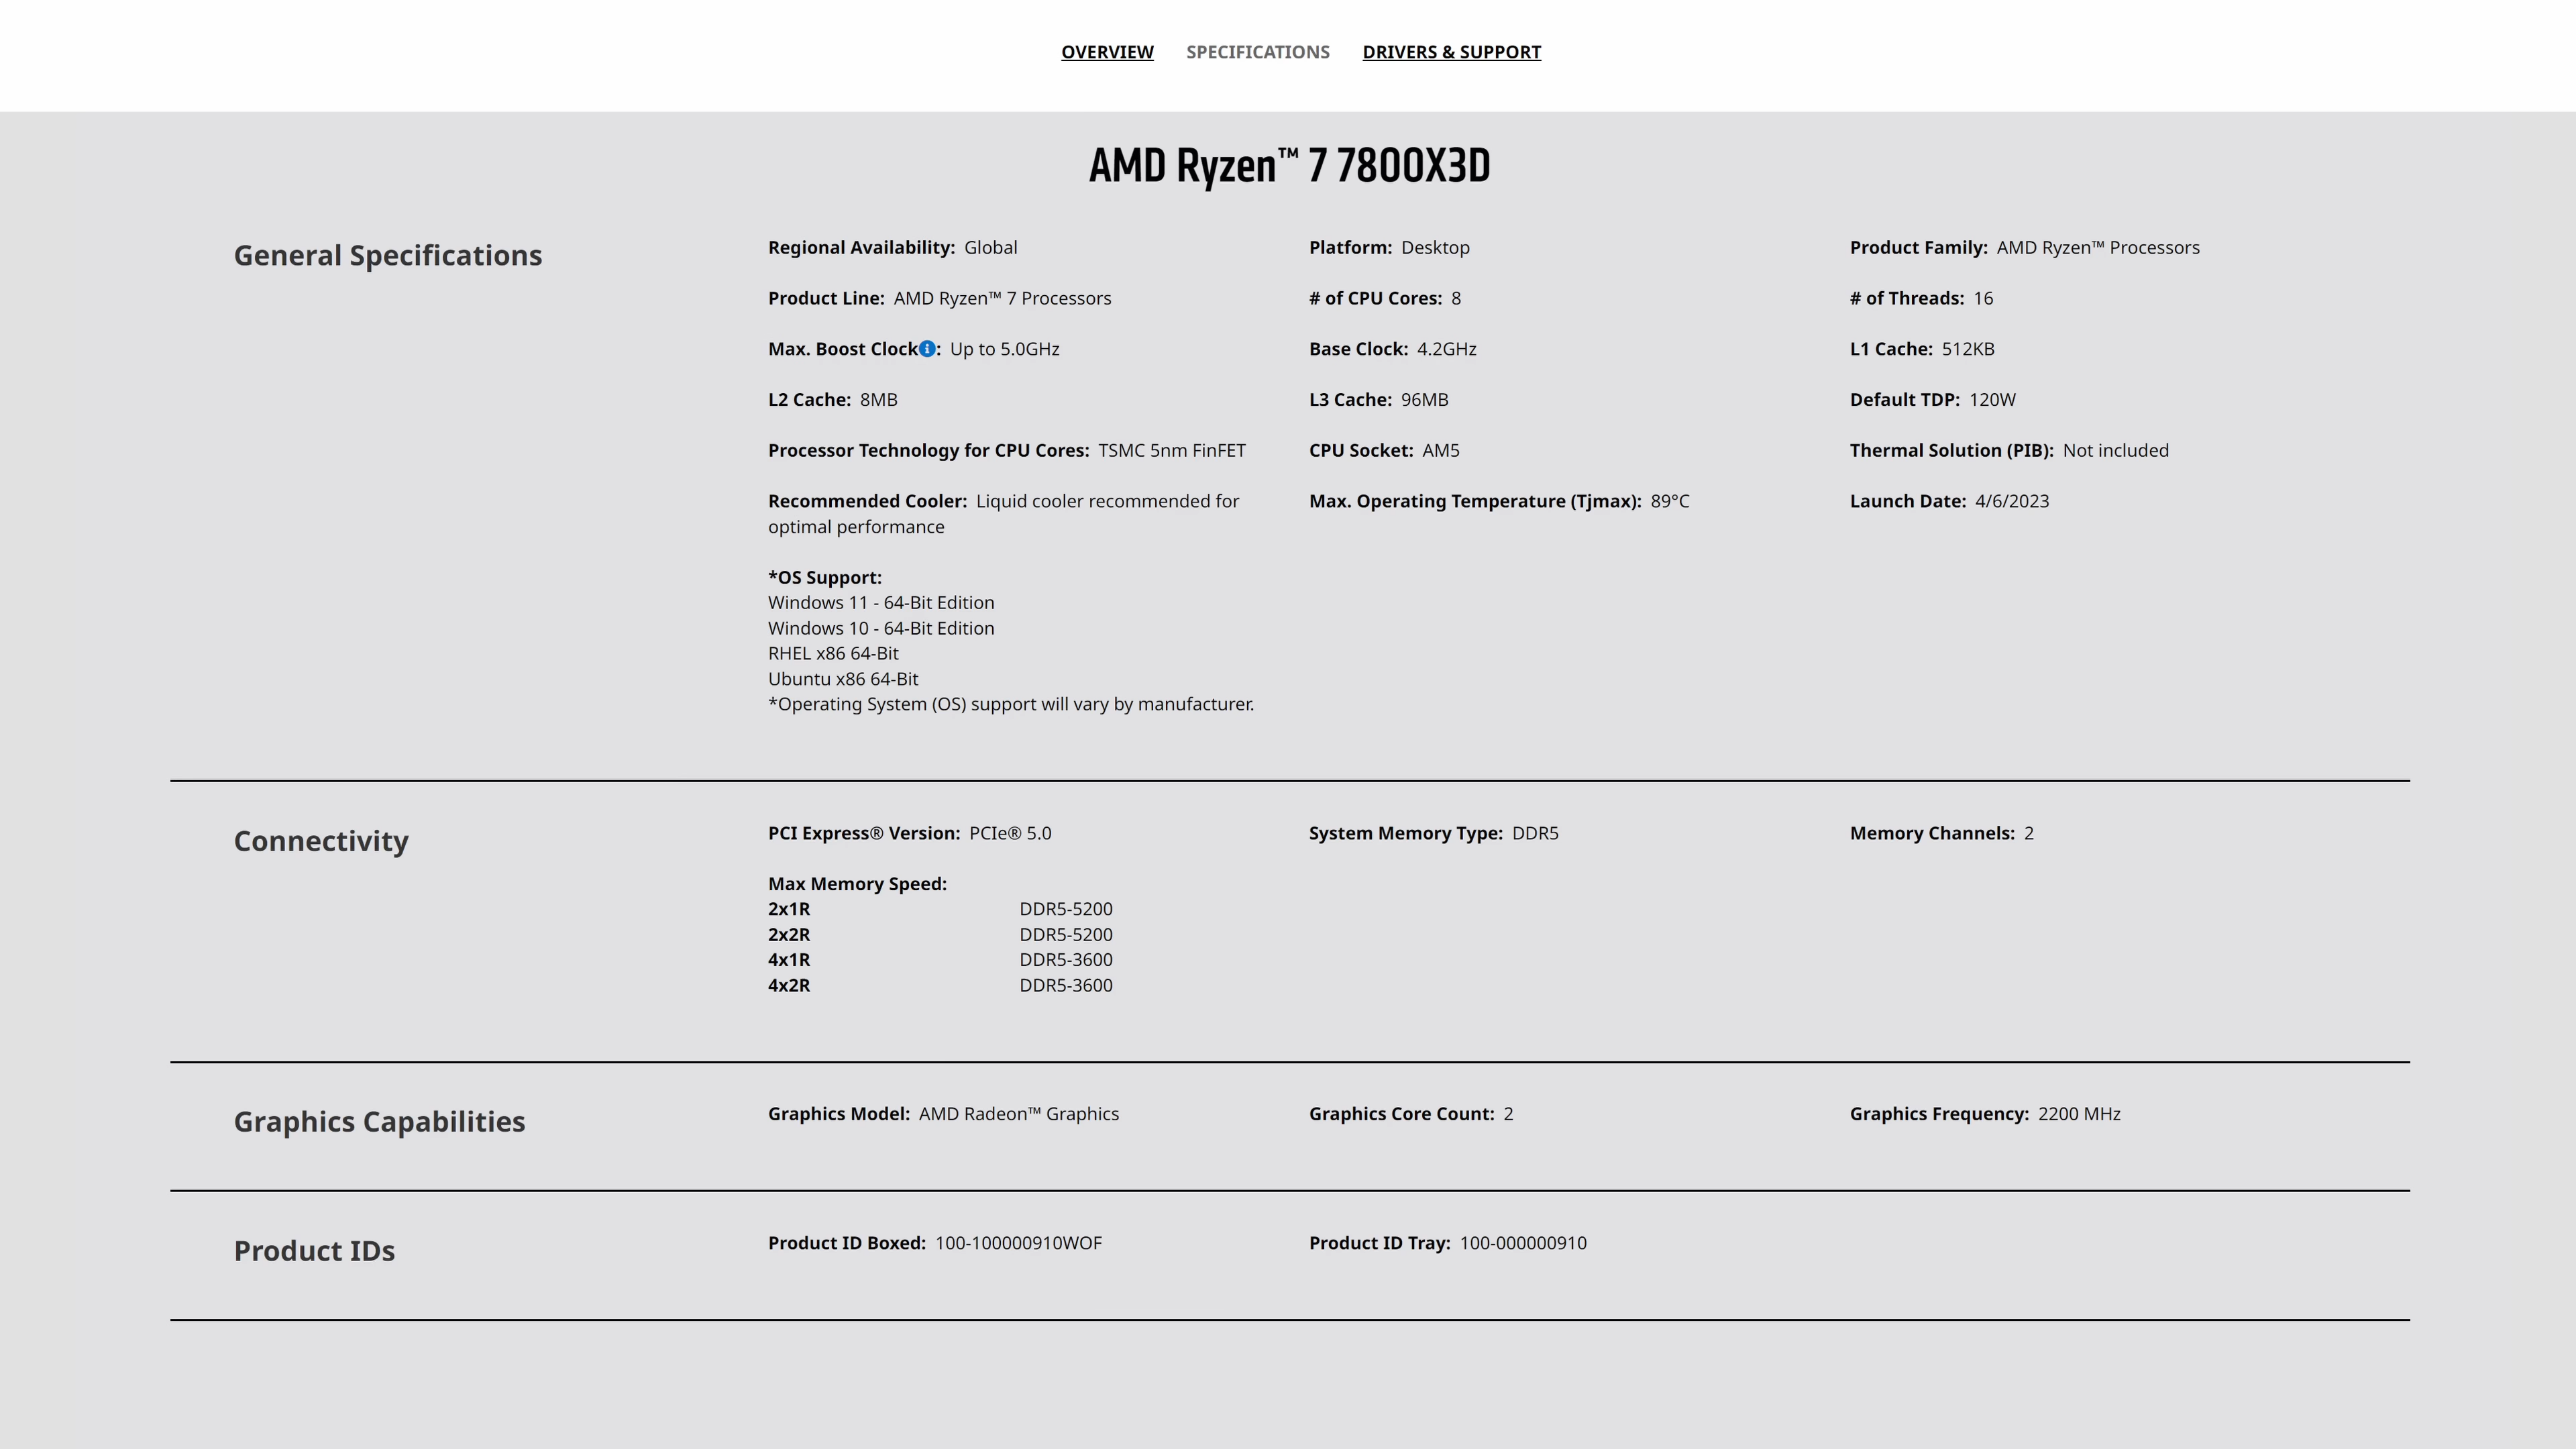 OVERVIEW SPECIFICATIONS DRIVERS & SUPPORT
AMD Ryzen™ 7 7800X3D
General Specifications
Regional Availability: Global Platform: Desktop Product Family: AMD Ryzen™ Processors
Product Line: AMD Ryzen™ 7 Processors # of CPU Cores: 8 # of Threads: 16
Max. Boost Clock: Up to 5.0GHz Base Clock: 4.2GHz L1 Cache: 512KB
L2 Cache: 8MB L3 Cache: 96MB Default TDP: 120W
Processor Technology for CPU Cores: TSMC 5nm FinFET CPU Socket: AM5 Thermal Solution (PIB): Not included
Recommended Cooler: Liquid cooler recommended for Max. Operating Temperature (Tjmax): 89°C Launch Date: 4/6/2023
optimal performance
*OS Support:
Windows 11 - 64-Bit Edition
Windows 10 - 64-Bit Edition
RHEL x86 64-Bit
Ubuntu x86 64-Bit
*Operating System (OS) support will vary by manufacturer.
Connectivity
PCI Express® Version: PCIe® 5.0 System Memory Type: DDR5 Memory Channels: 2
Max Memory Speed:
2x1R DDR5-5200
2x2R DDR5-5200
4x1R DDR5-3600
4x2R DDR5-3600
Graphics Capabilities
Graphics Model: AMD Radeon™ Graphics Graphics Core Count: 2 Graphics Frequency: 2200 MHz
Product IDs
Product ID Boxed: 100-100000910WOF Product ID Tray: 100-000000910